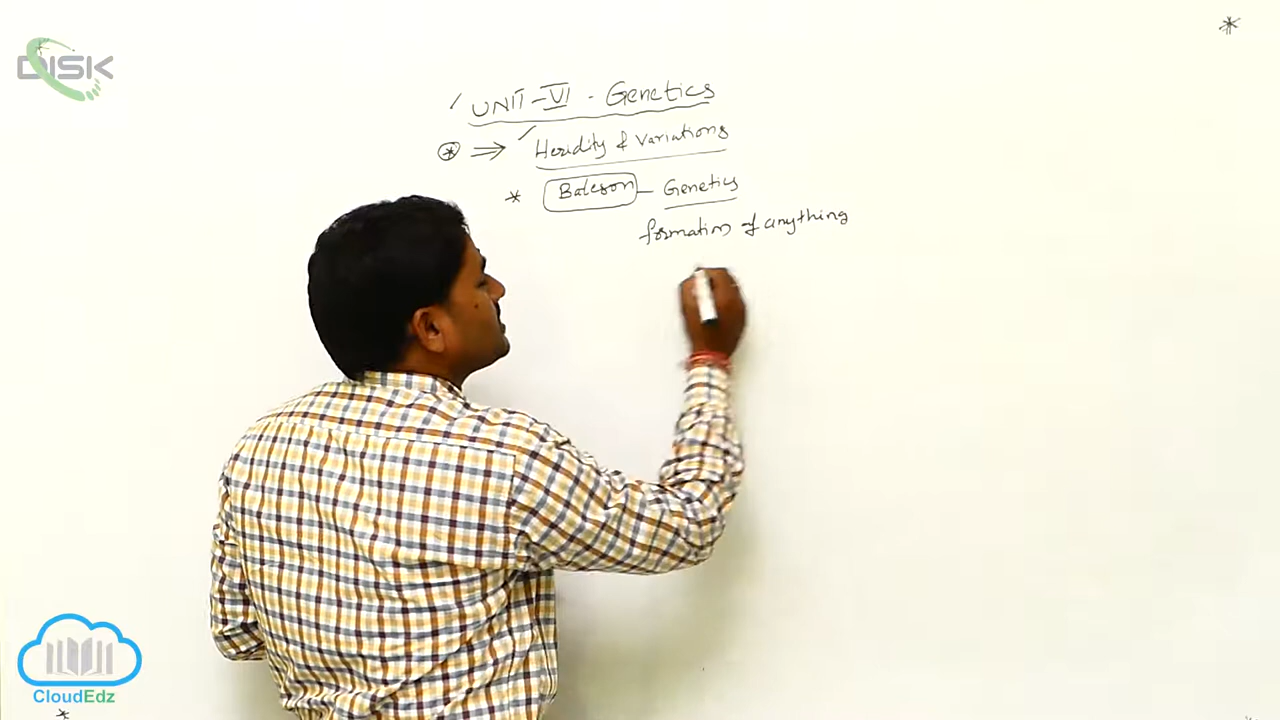 DISK
UNIT-VI - Genetics
Heridity & Variations
Bateson - Genetics
formation of anything
CloudEdz